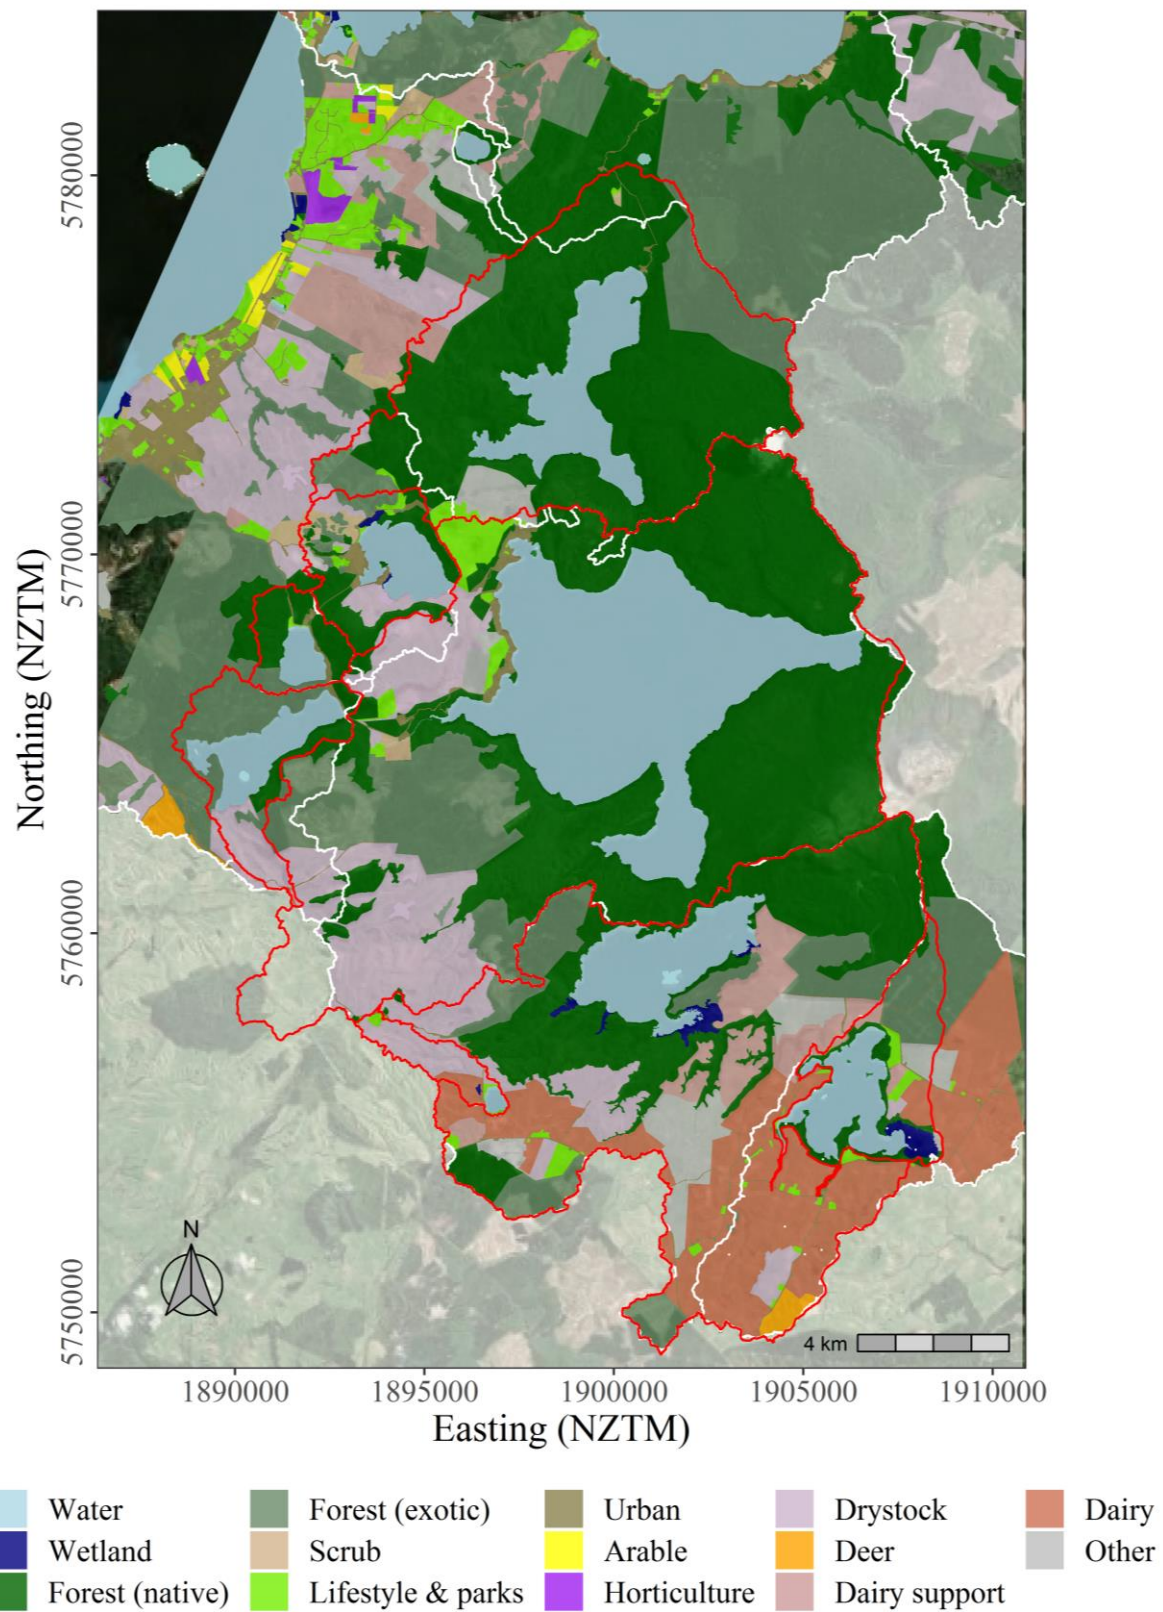 5780000
5770000
5760000
5750000
Northing (NZTM)
N
4 km
1890000 1895000 1900000 1905000 1910000
Easting (NZTM)
Water Forest (exotic) Urban Drystock Dairy
Wetland Scrub Arable Deer Other
Forest (native) Lifestyle & parks Horticulture Dairy support